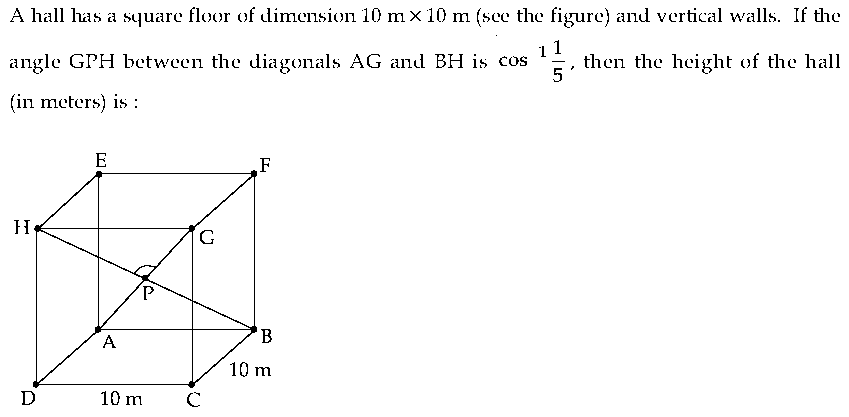 A hall has a square floor of dimension 10 m × 10 m (see the figure) and vertical walls. If the
angle GPH between the diagonals AG and BH is cos 1 1/5, then the height of the hall
(in meters) is :
E
F
H
G
P
A
B
10 m
D
10 m
C